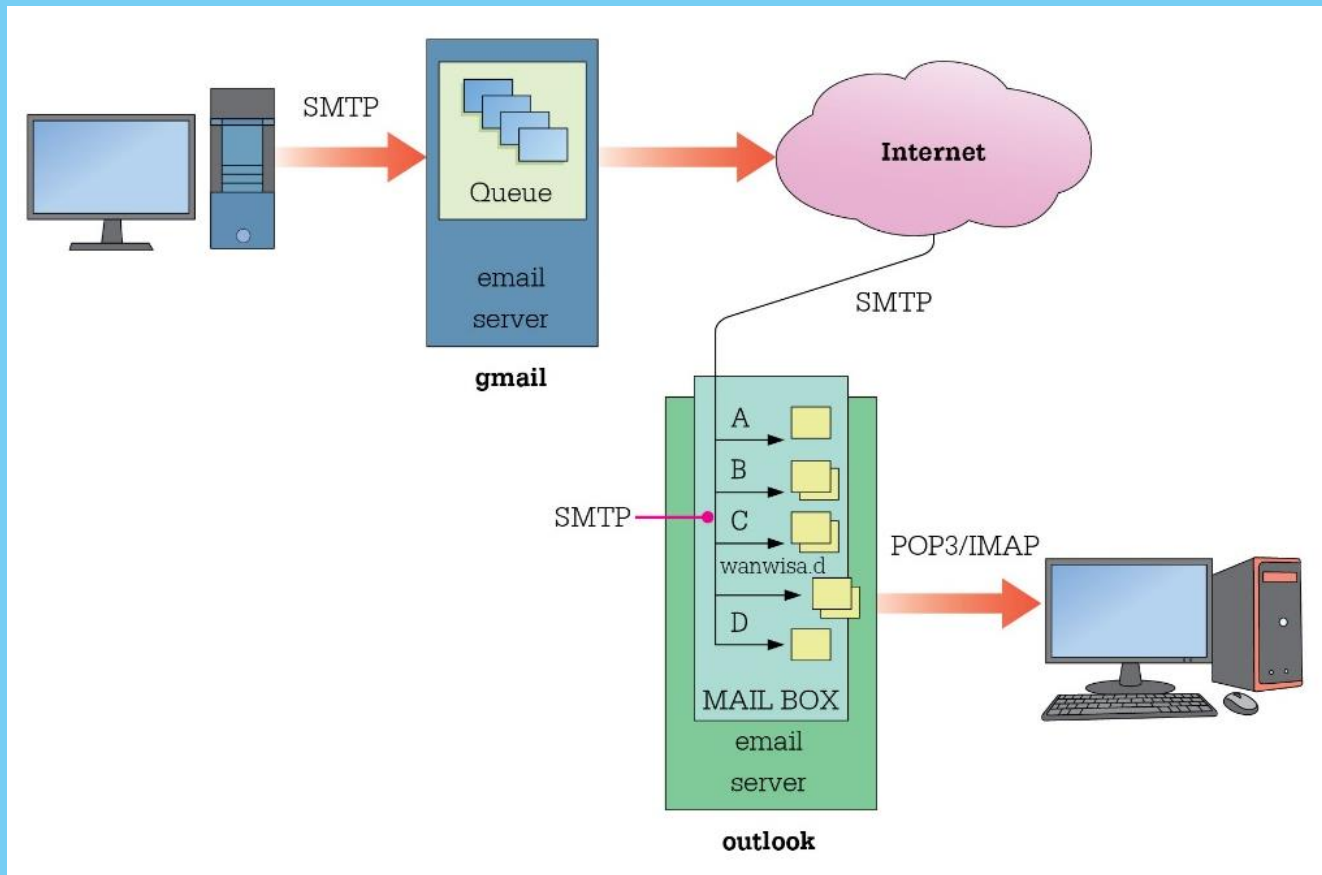 SMTP
Queue
email
server
gmail
Internet
SMTP
A
B
SMTP
C
wanwisa.d
D
MAIL BOX
email
server
outlook
POP3/IMAP